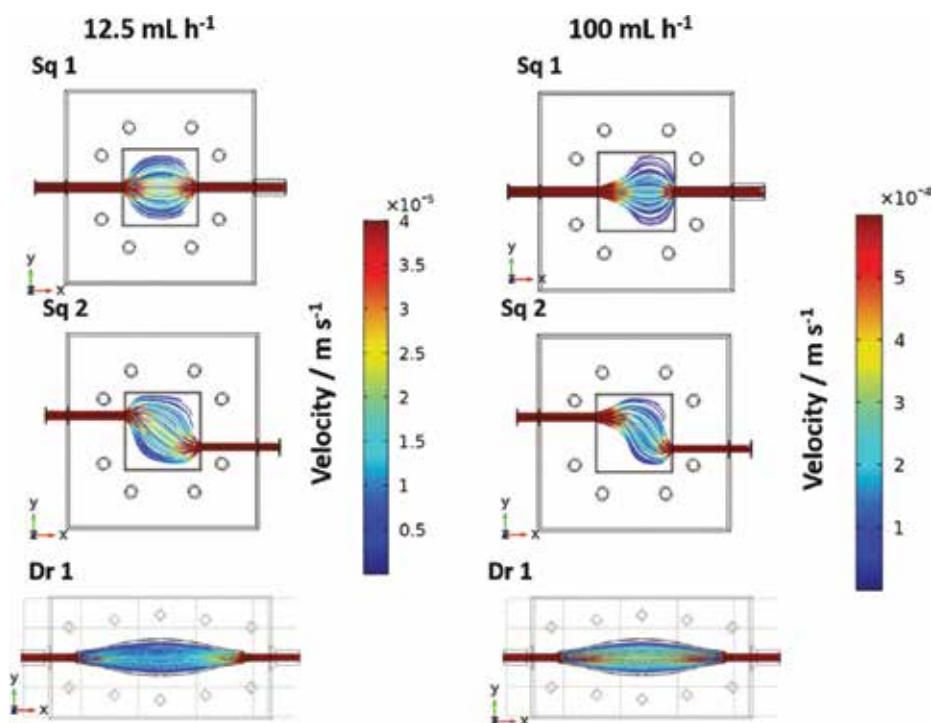 12.5 mL h⁻¹
Sq 1
y
z x
Sq 2
y
z x
Dr 1
y
z x
Velocity / m s⁻¹
×10⁻⁵
4
3.5
3
2.5
2
1.5
1
0.5
100 mL h⁻¹
Sq 1
y
z x
Sq 2
y
z x
Dr 1
y
z x
Velocity / m s⁻¹
×10⁻⁴
5
4
3
2
1